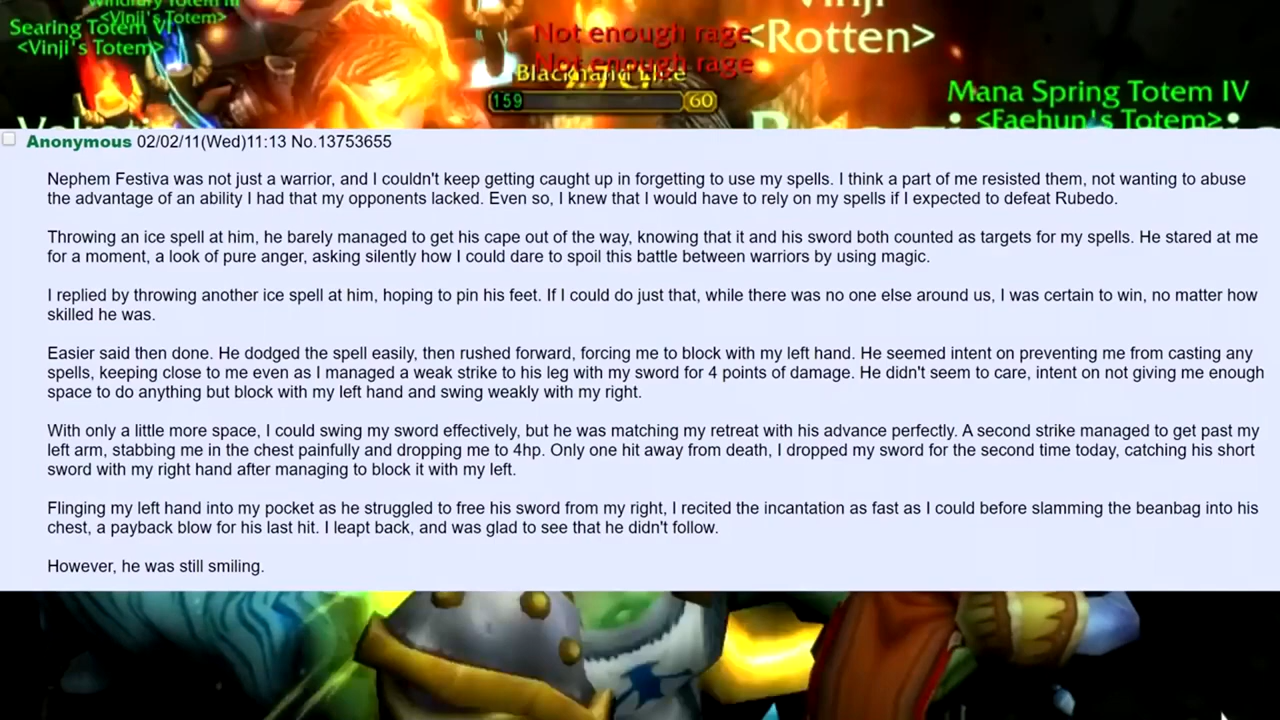 Searing Totem VI
<Vinji's Totem>
<Vinji's Totem>
Not enough rage
Not enough rage
<Rotten>
159
60
Mana Spring Totem IV
<Faehun's Totem>
Anonymous 02/02/11(Wed)11:13 No.13753655
Nephem Festiva was not just a warrior, and I couldn't keep getting caught up in forgetting to use my spells. I think a part of me resisted them, not wanting to abuse
the advantage of an ability I had that my opponents lacked. Even so, I knew that I would have to rely on my spells if I expected to defeat Rubedo.
Throwing an ice spell at him, he barely managed to get his cape out of the way, knowing that it and his sword both counted as targets for my spells. He stared at me
for a moment, a look of pure anger, asking silently how I could dare to spoil this battle between warriors by using magic.
I replied by throwing another ice spell at him, hoping to pin his feet. If I could do just that, while there was no one else around us, I was certain to win, no matter how
skilled he was.
Easier said then done. He dodged the spell easily, then rushed forward, forcing me to block with my left hand. He seemed intent on preventing me from casting any
spells, keeping close to me even as I managed a weak strike to his leg with my sword for 4 points of damage. He didn't seem to care, intent on not giving me enough
space to do anything but block with my left hand and swing weakly with my right.
With only a little more space, I could swing my sword effectively, but he was matching my retreat with his advance perfectly. A second strike managed to get past my
left arm, stabbing me in the chest painfully and dropping me to 4hp. Only one hit away from death, I dropped my sword for the second time today, catching his short
sword with my right hand after managing to block it with my left.
Flinging my left hand into my pocket as he struggled to free his sword from my right, I recited the incantation as fast as I could before slamming the beanbag into his
chest, a payback blow for his last hit. I leapt back, and was glad to see that he didn't follow.
However, he was still smiling.